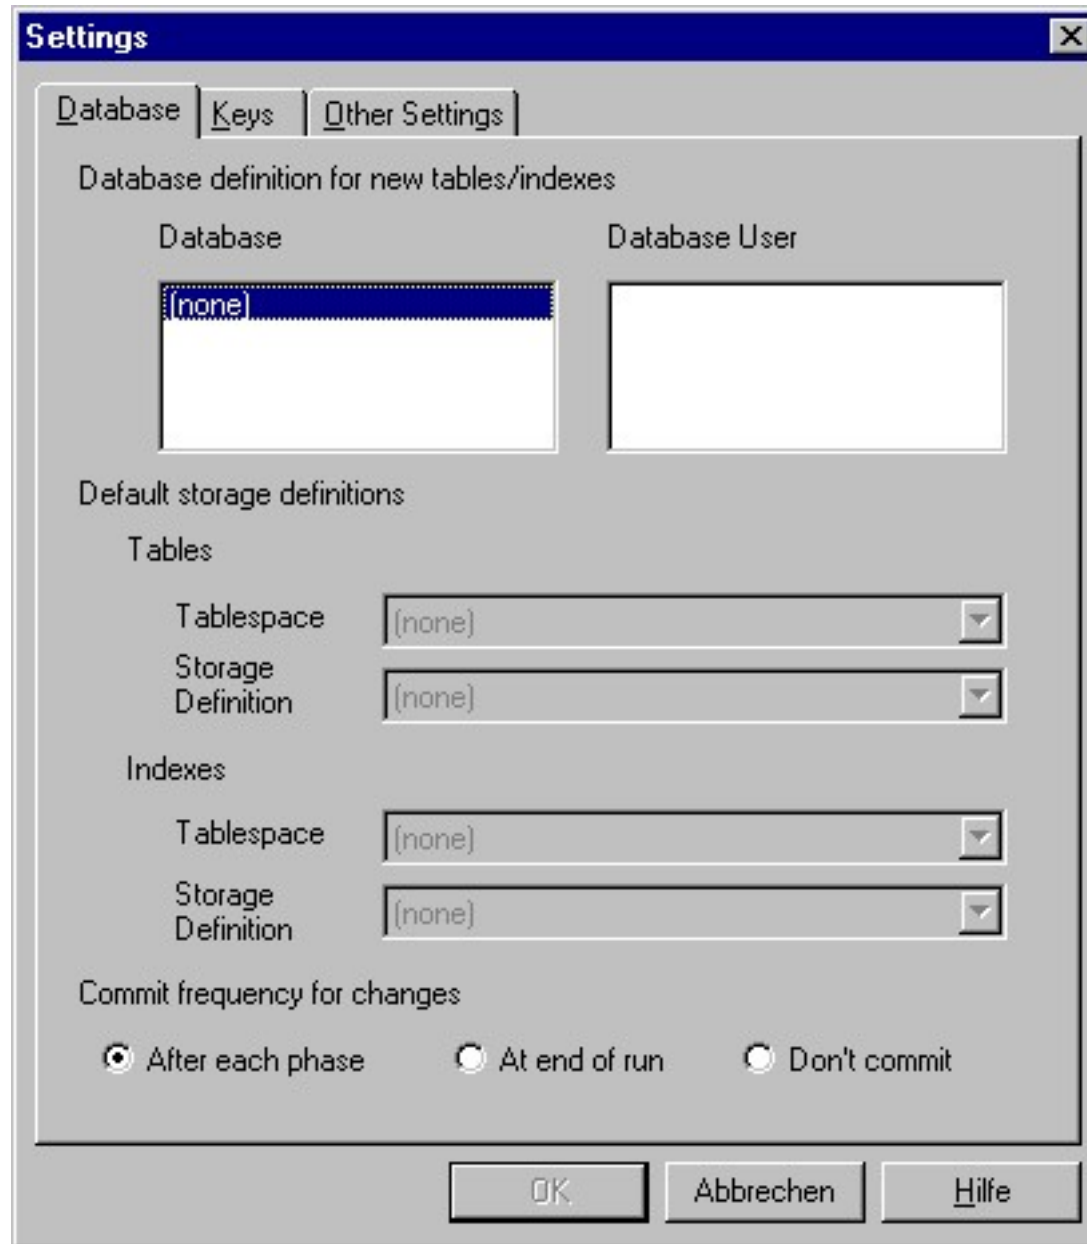 Settings
Database Keys Other Settings
Database definition for new tables/indexes
Database Database User
(none)
Default storage definitions
Tables
Tablespace (none)
Storage
Definition (none)
Indexes
Tablespace (none)
Storage
Definition (none)
Commit frequency for changes
After each phase At end of run Don't commit
OK Abbrechen Hilfe